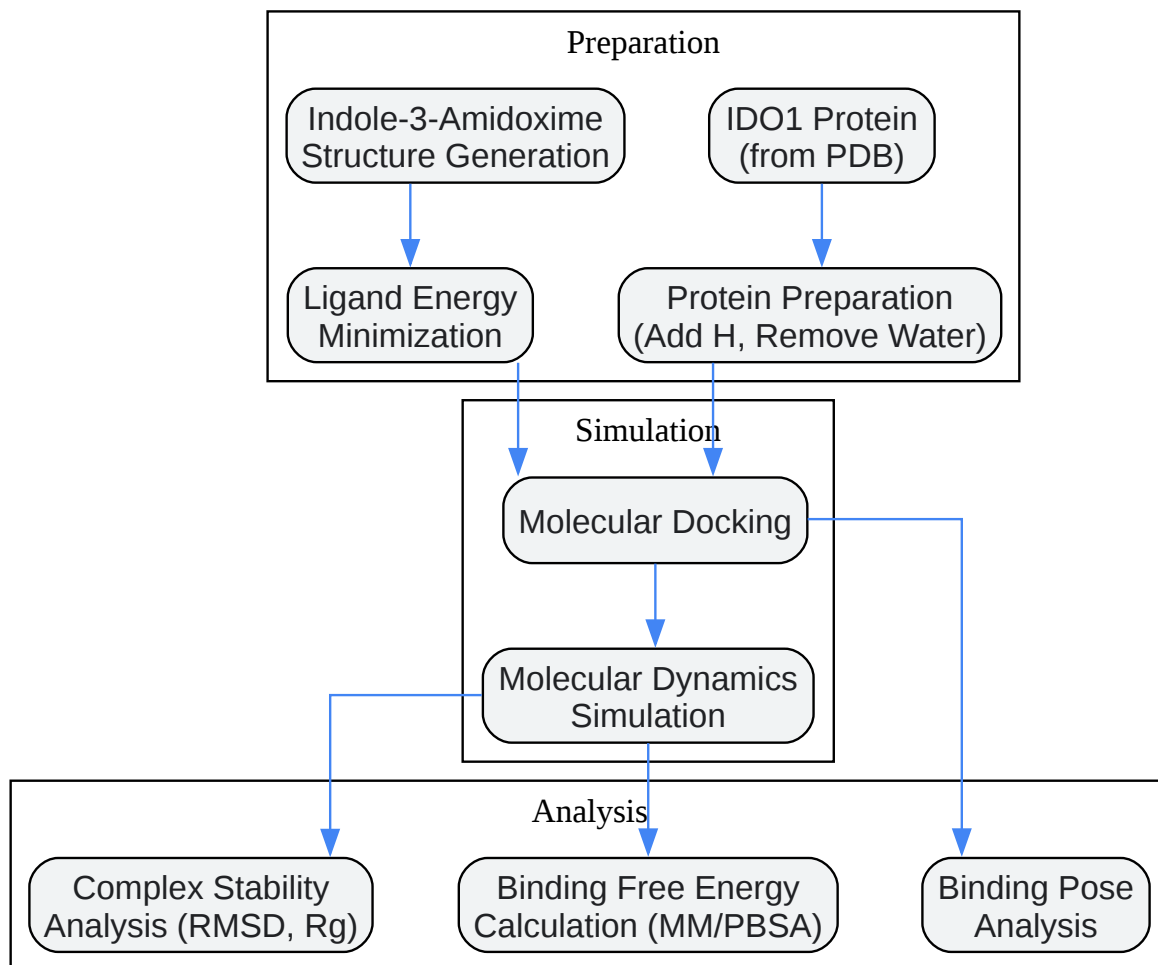 Preparation
Indole-3-Amidoxime
Structure Generation
IDO1 Protein
(from PDB)
Ligand Energy
Minimization
Protein Preparation
(Add H, Remove Water)
Simulation
Molecular Docking
Molecular Dynamics
Simulation
Analysis
Complex Stability
Analysis (RMSD, Rg)
Binding Free Energy
Calculation (MM/PBSA)
Binding Pose
Analysis